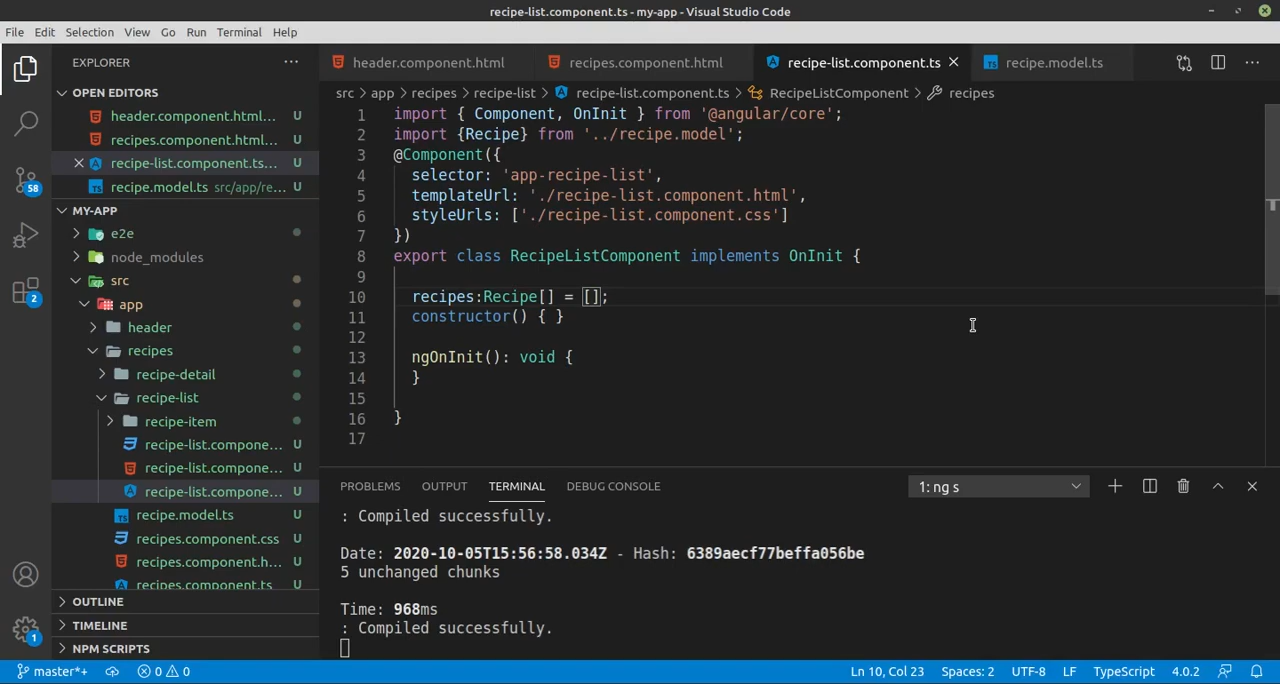 recipe-list.component.ts - my-app - Visual Studio Code
File Edit Selection View Go Run Terminal Help
EXPLORER
OPEN EDITORS
header.component.html... U
recipes.component.html... U
recipe-list.component.ts... U
recipe.model.ts src/app/re... U
MY-APP
e2e
node_modules
src
app
header
recipes
recipe-detail
recipe-list
recipe-item
recipe-list.compone... U
recipe-list.compone... U
recipe-list.compone... U
recipe.model.ts U
recipes.component.css U
recipes.component.h... U
recipes.component.ts U
OUTLINE
TIMELINE
NPM SCRIPTS
58
2
1
header.component.html recipes.component.html recipe-list.component.ts recipe.model.ts
src > app > recipes > recipe-list > recipe-list.component.ts > RecipeListComponent > recipes
1 import { Component, OnInit } from '@angular/core';
2 import {Recipe} from '../recipe.model';
3 @Component({
4 selector: 'app-recipe-list',
5 templateUrl: './recipe-list.component.html',
6 styleUrls: ['./recipe-list.component.css']
7 })
8 export class RecipeListComponent implements OnInit {
9
10 recipes:Recipe[] = [];
11 constructor() { }
12
13 ngOnInit(): void {
14 }
15
16 }
17
PROBLEMS OUTPUT TERMINAL DEBUG CONSOLE 1: ng s
: Compiled successfully.
Date: 2020-10-05T15:56:58.034Z - Hash: 6389aecf77beffa056be
5 unchanged chunks
Time: 968ms
: Compiled successfully.
master*+ 0 0 Ln 10, Col 23 Spaces: 2 UTF-8 LF TypeScript 4.0.2